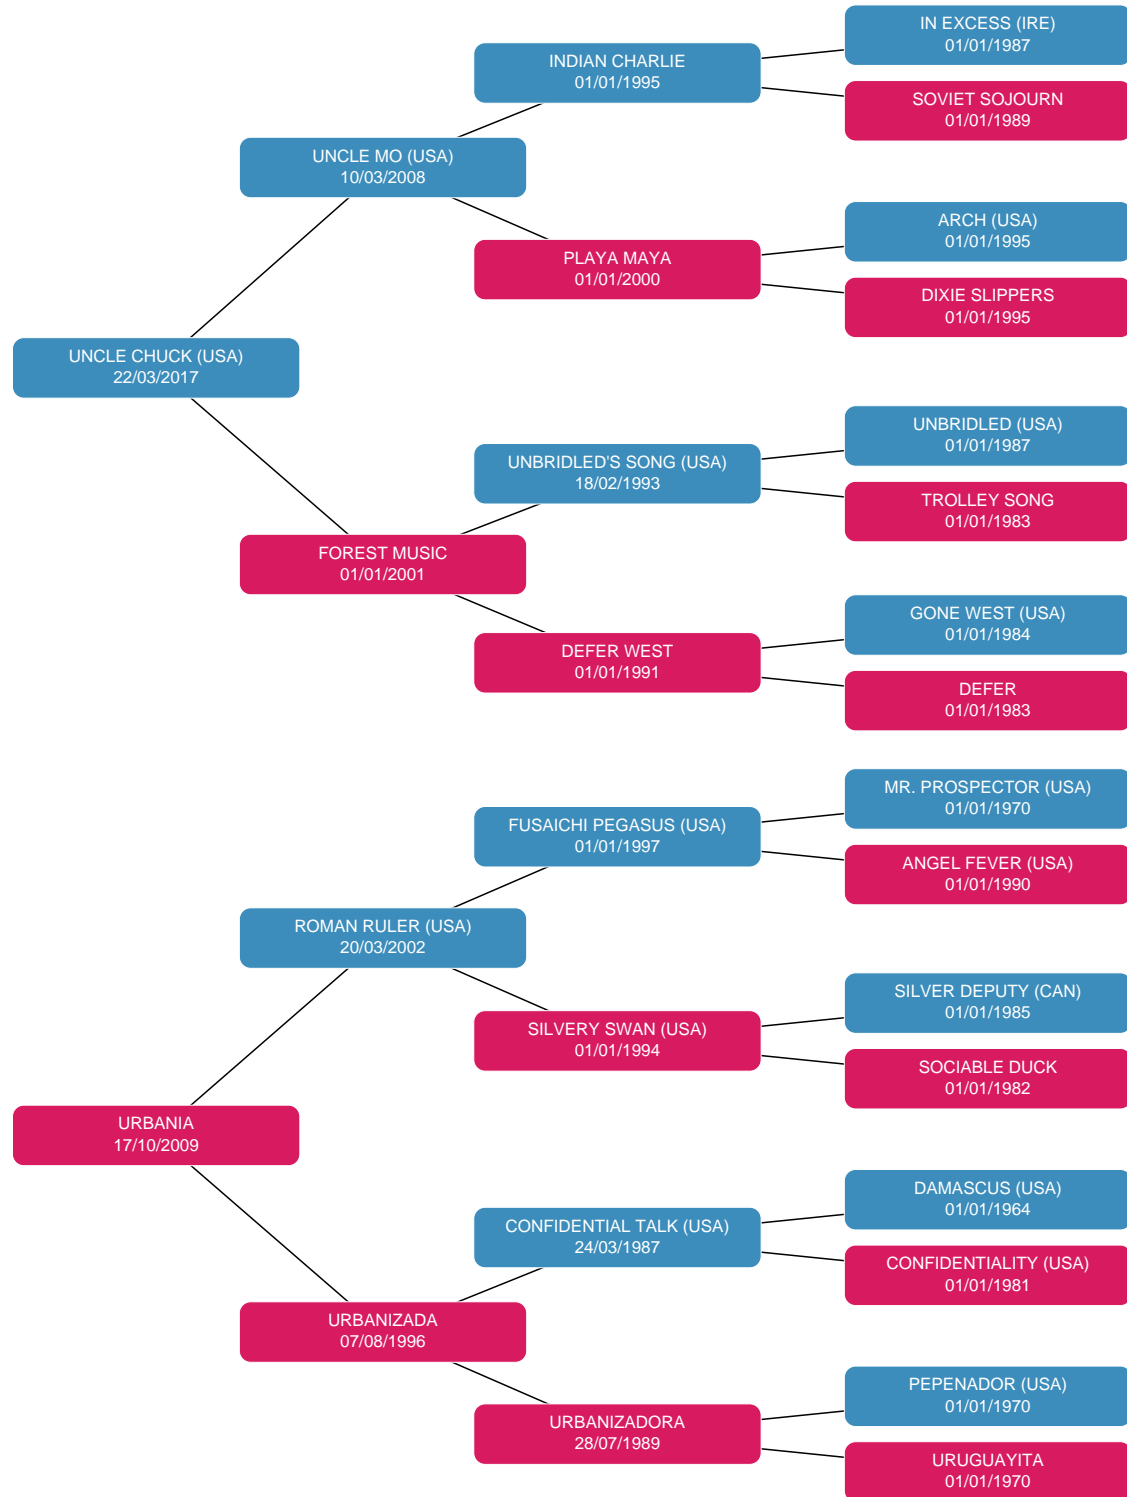 IN EXCESS (IRE)
01/01/1987
INDIAN CHARLIE
01/01/1995
SOVIET SOJOURN
01/01/1989
UNCLE MO (USA)
10/03/2008
ARCH (USA)
01/01/1995
PLAYA MAYA
01/01/2000
DIXIE SLIPPERS
01/01/1995
UNCLE CHUCK (USA)
22/03/2017
UNBRIDLED (USA)
01/01/1987
UNBRIDLED'S SONG (USA)
18/02/1993
TROLLEY SONG
01/01/1983
FOREST MUSIC
01/01/2001
GONE WEST (USA)
01/01/1984
DEFER WEST
01/01/1991
DEFER
01/01/1983
MR. PROSPECTOR (USA)
01/01/1970
FUSAICHI PEGASUS (USA)
01/01/1997
ANGEL FEVER (USA)
01/01/1990
ROMAN RULER (USA)
20/03/2002
SILVER DEPUTY (CAN)
01/01/1985
SILVERY SWAN (USA)
01/01/1994
SOCIABLE DUCK
01/01/1982
URBANIA
17/10/2009
DAMASCUS (USA)
01/01/1964
CONFIDENTIAL TALK (USA)
24/03/1987
CONFIDENTIALITY (USA)
01/01/1981
URBANIZADA
07/08/1996
PEPENADOR (USA)
01/01/1970
URBANIZADORA
28/07/1989
URUGUAYITA
01/01/1970